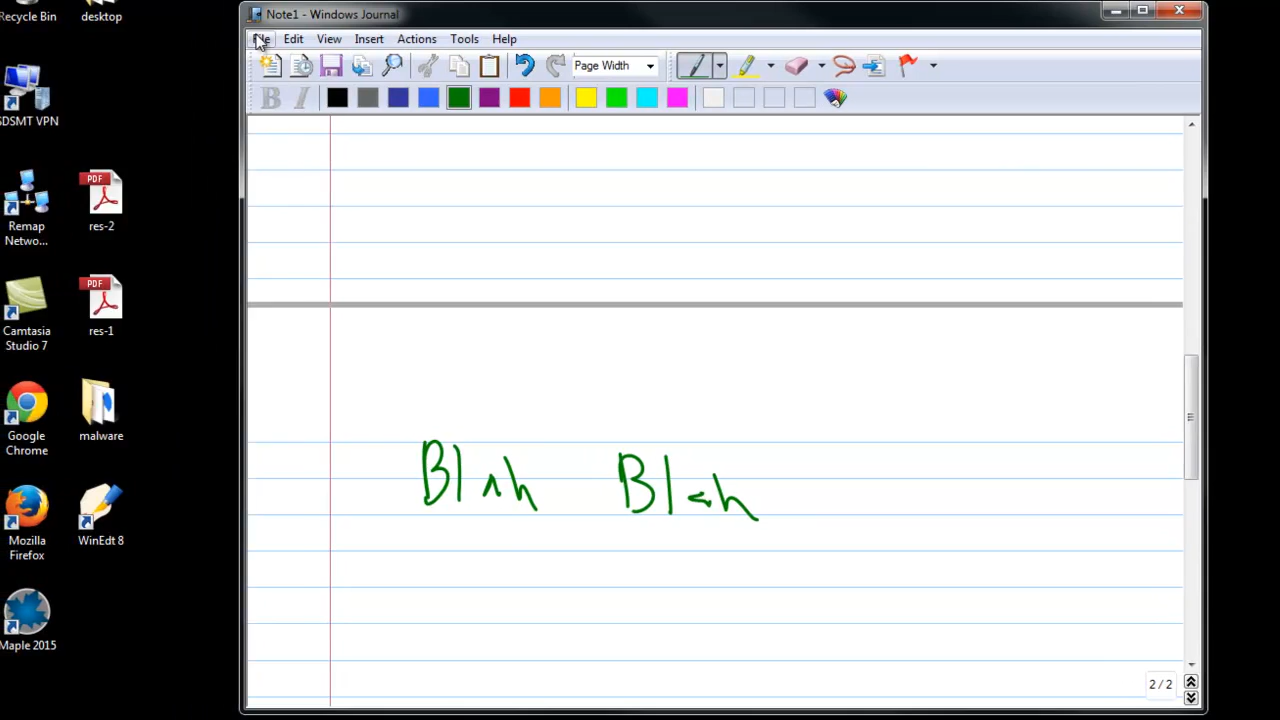 Recycle Bin
desktop
SDSMT VPN
Remap
Netwo...
PDF
res-2
Camtasia
Studio 7
PDF
res-1
Google
Chrome
malware
Mozilla
Firefox
WinEdt 8
Maple 2015
Note1 - Windows Journal
File Edit View Insert Actions Tools Help
Page Width
B I
Blah Blah
2 / 2